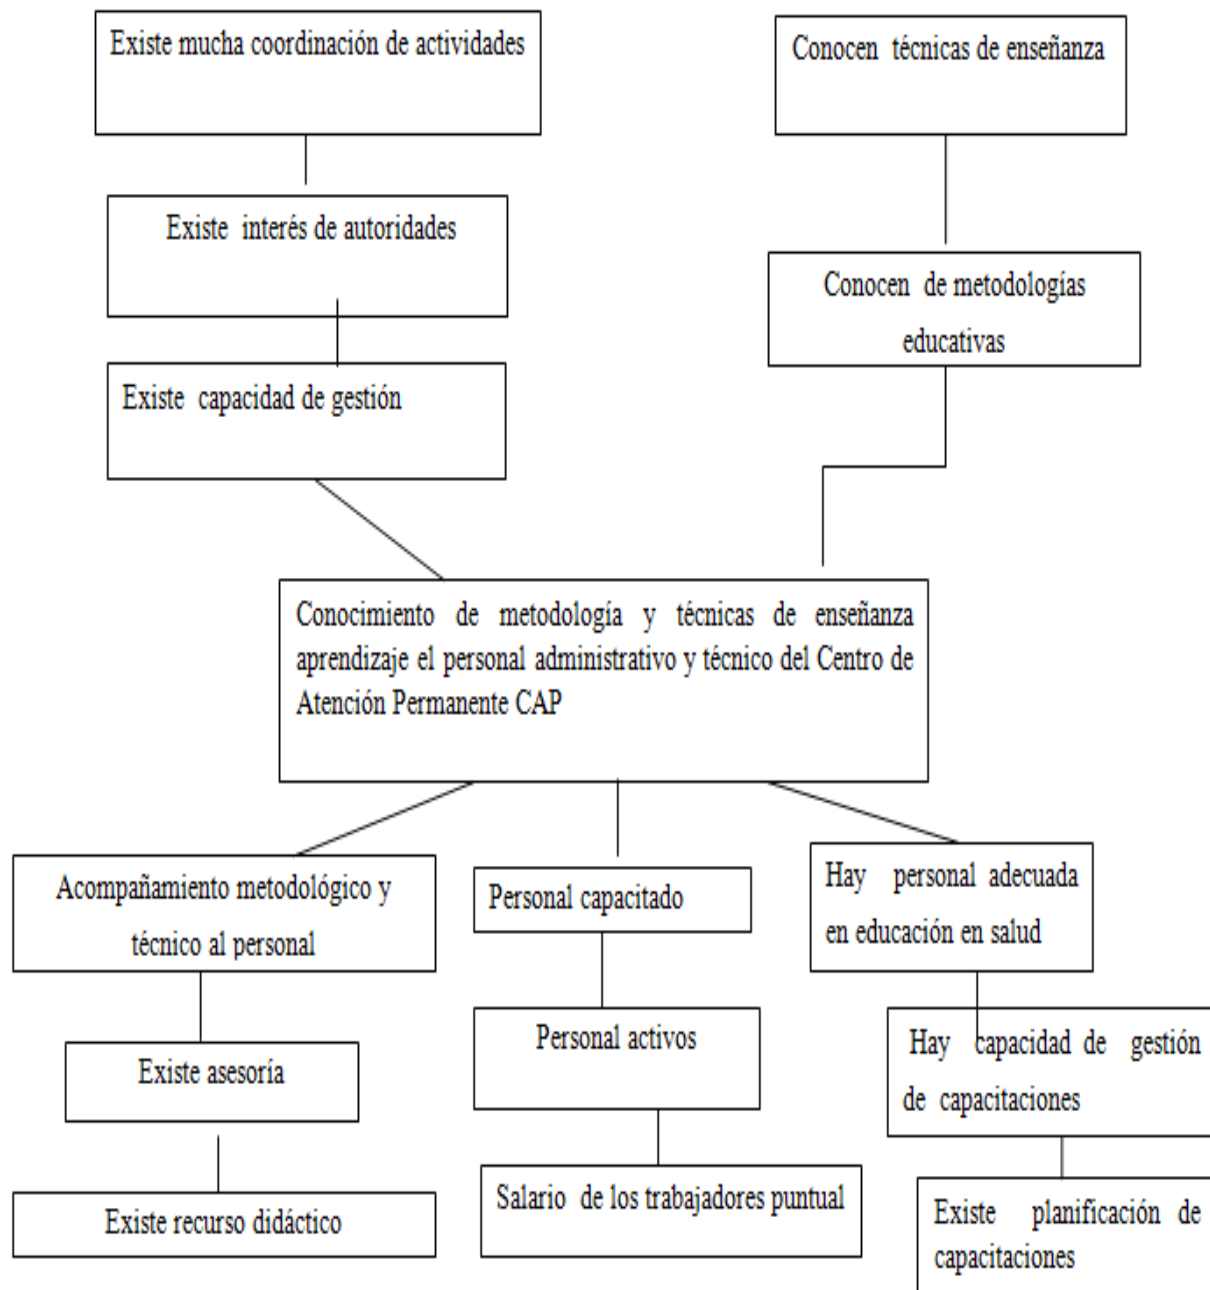 Existe mucha coordinación de actividades
Conocen técnicas de enseñanza
Existe interés de autoridades
Conocen de metodologías
educativas
Existe capacidad de gestión
Conocimiento de metodología y técnicas de enseñanza
aprendizaje el personal administrativo y técnico del Centro de
Atención Permanente CAP
Acompañamiento metodológico y
técnico al personal
Personal capacitado
Hay personal adecuada
en educación en salud
Existe asesoría
Personal activos
Hay capacidad de gestión
de capacitaciones
Existe recurso didáctico
Salario de los trabajadores puntual
Existe planificación de
capacitaciones